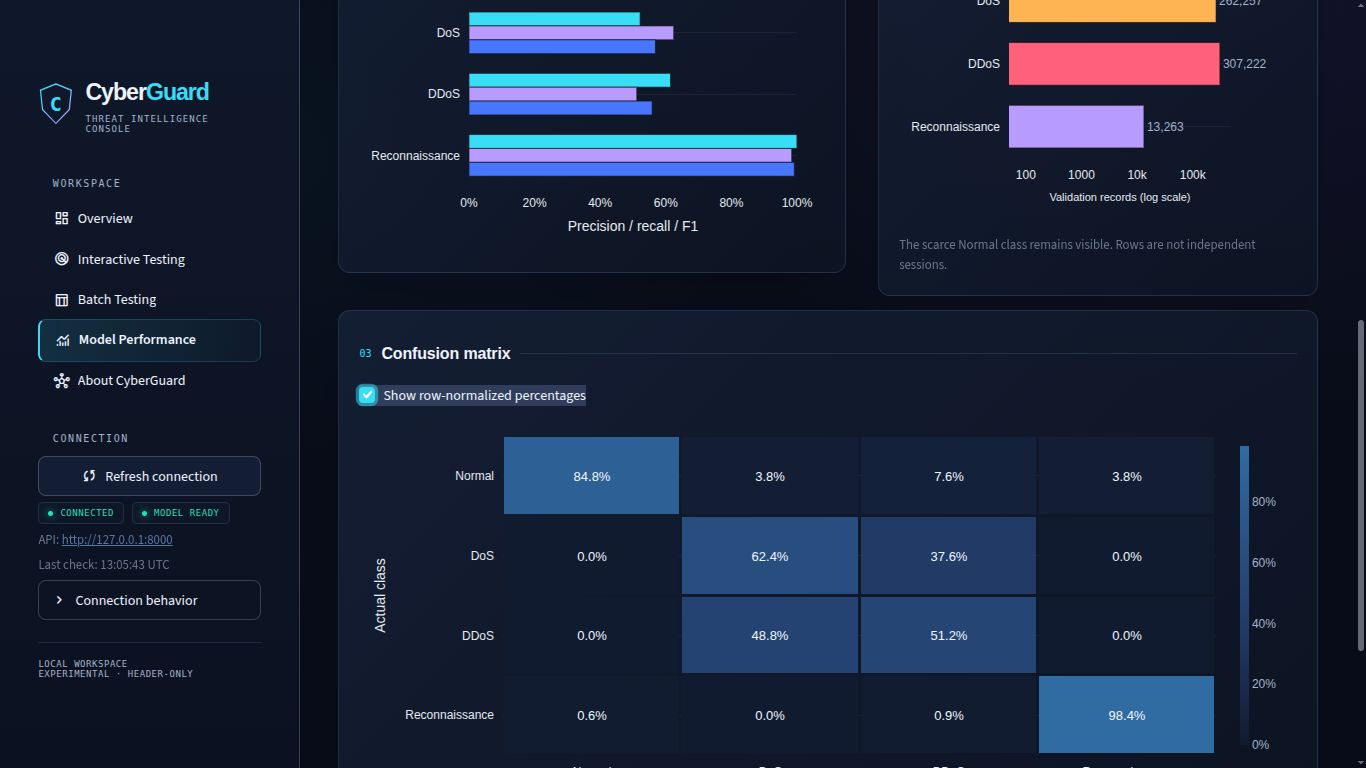 CyberGuard
THREAT INTELLIGENCE
CONSOLE
WORKSPACE
Overview
Interactive Testing
Batch Testing
Model Performance
About CyberGuard
CONNECTION
Refresh connection
CONNECTED
MODEL READY
API: http://127.0.0.1:8000
Last check: 13:05:43 UTC
Connection behavior
LOCAL WORKSPACE
EXPERIMENTAL · HEADER-ONLY
DoS
DDoS
Reconnaissance
0% 20% 40% 60% 80% 100%
Precision / recall / F1
DoS 262,257
DDoS 307,222
Reconnaissance 13,263
100 1000 10k 100k
Validation records (log scale)
The scarce Normal class remains visible. Rows are not independent
sessions.
03 Confusion matrix
Show row-normalized percentages
Actual class
Normal 84.8% 3.8% 7.6% 3.8%
DoS 0.0% 62.4% 37.6% 0.0%
DDoS 0.0% 48.8% 51.2% 0.0%
Reconnaissance 0.6% 0.0% 0.9% 98.4%
80%
60%
40%
20%
0%